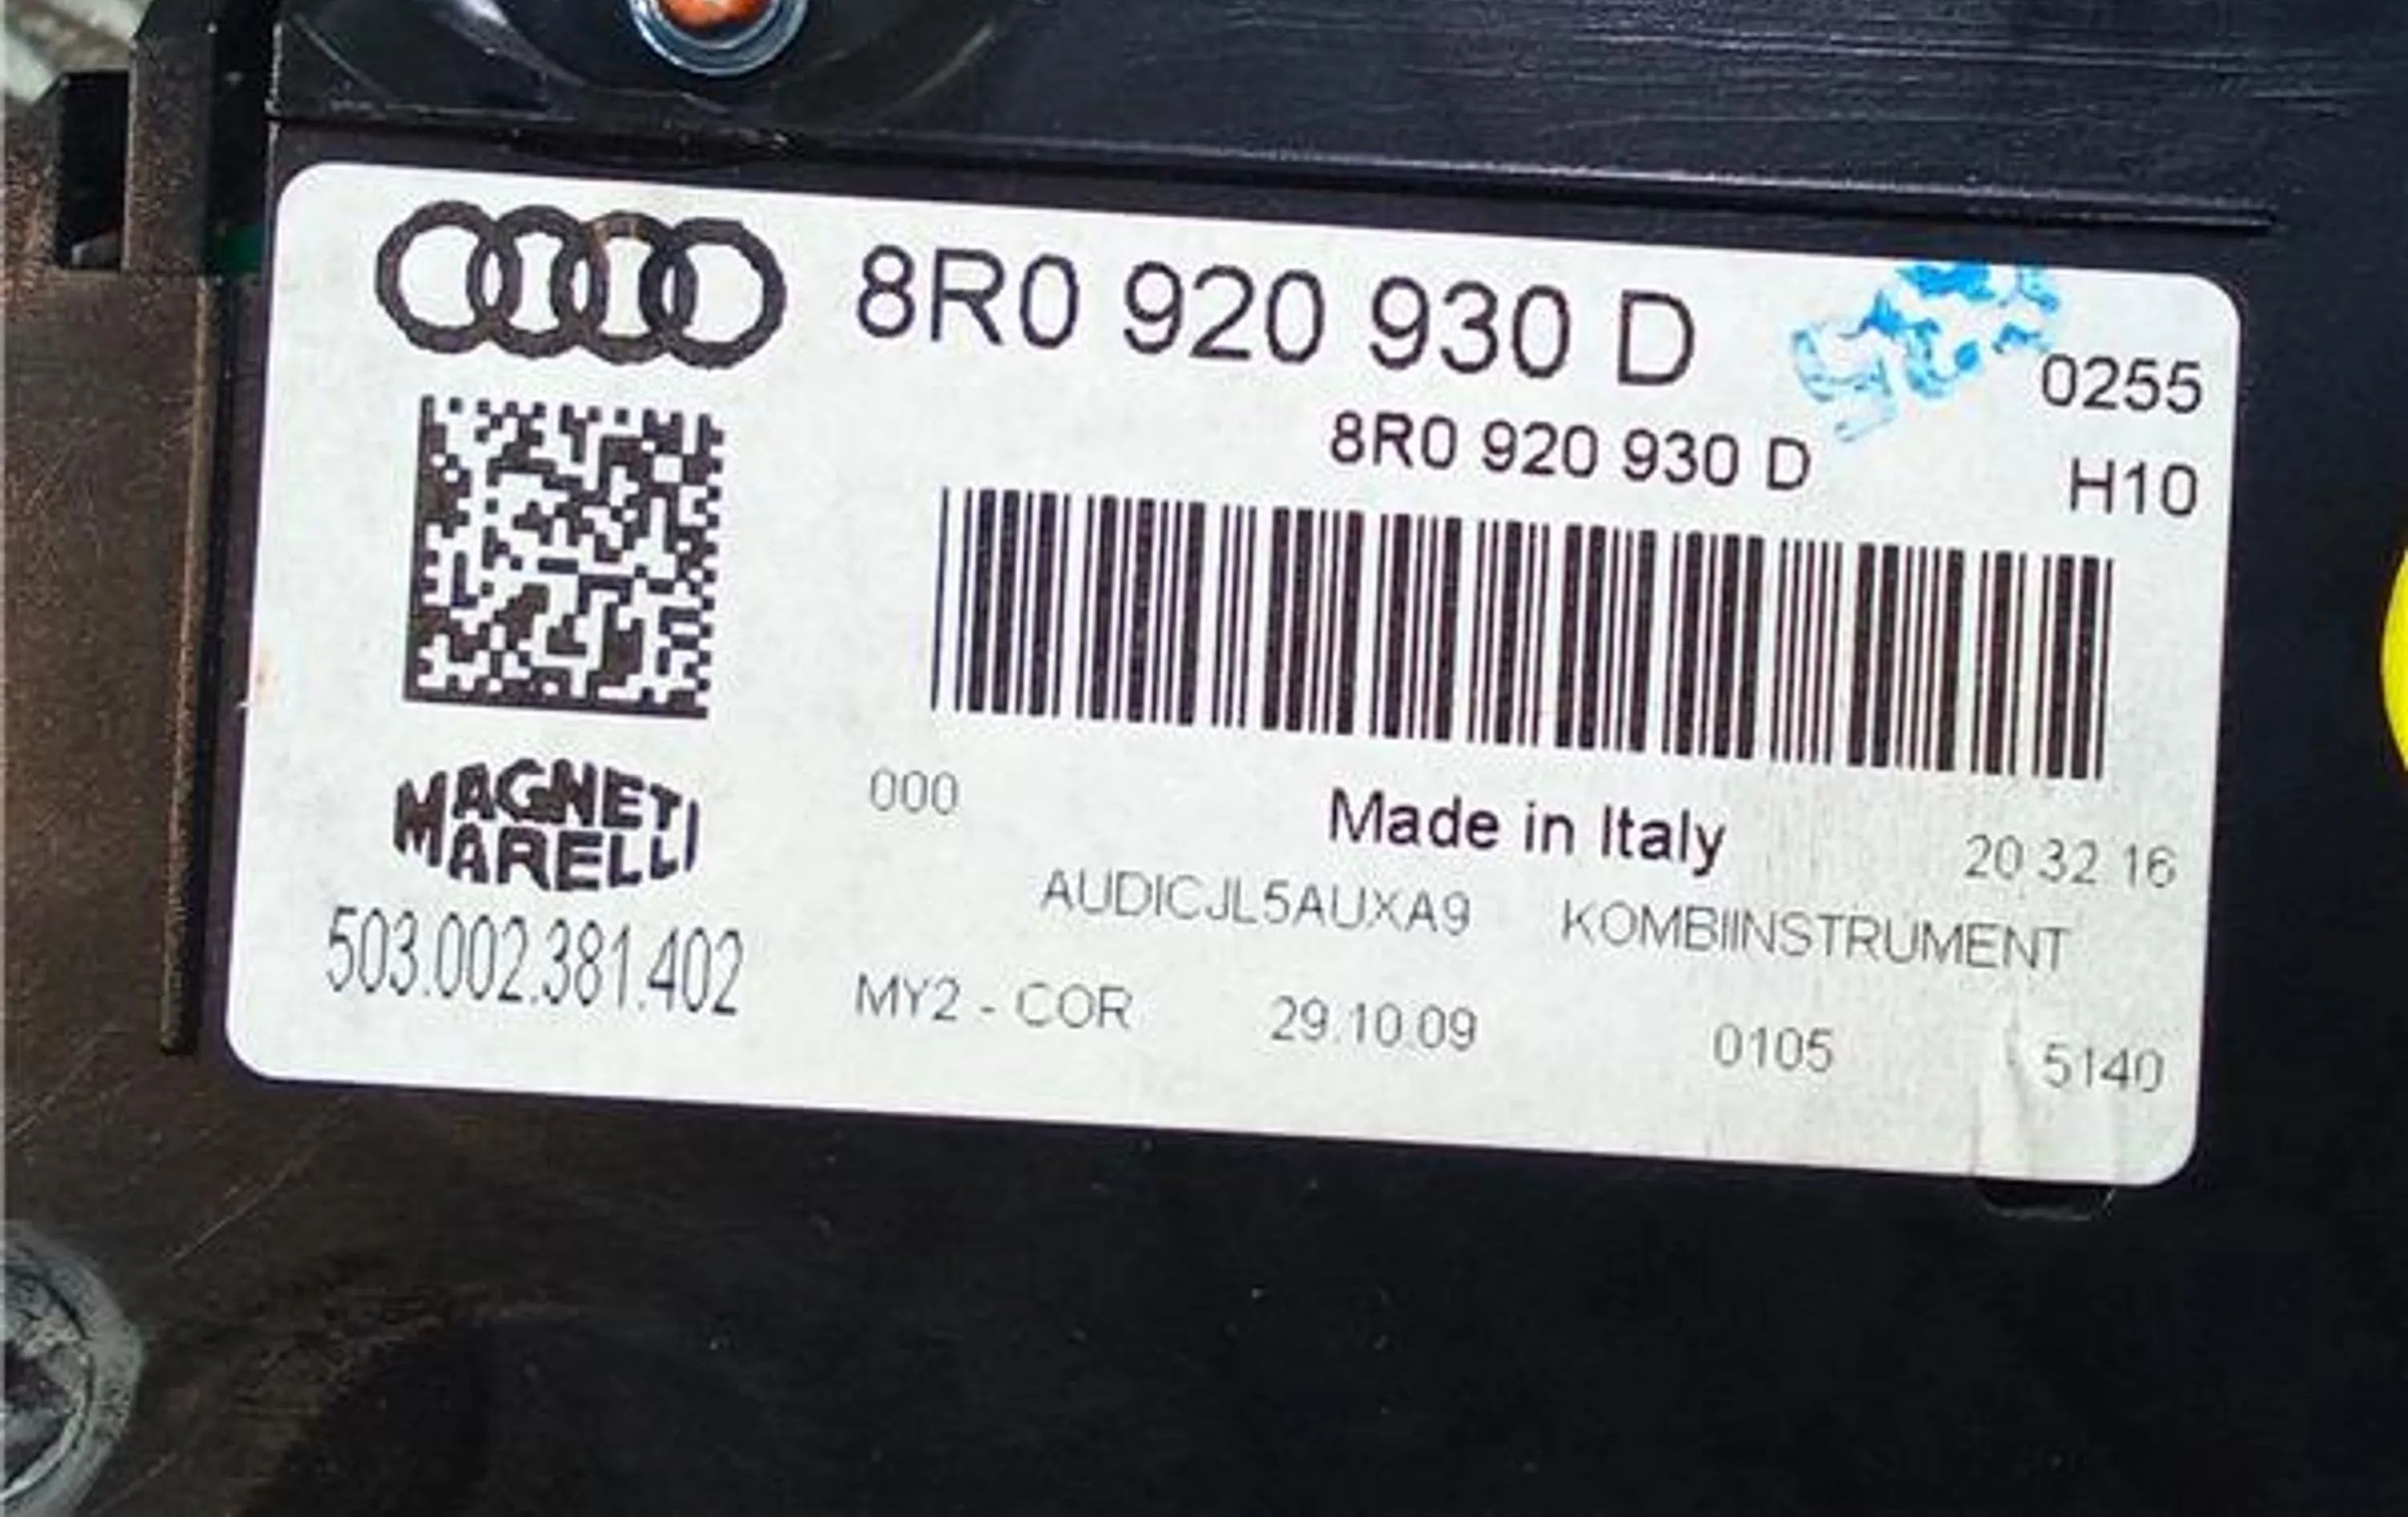 8R0 920 930 D
0255
8R0 920 930 D
H10
MAGNETI
MARELLI
503.002.381.402
000
Made in Italy
20 32 16
AUDICJL5AUXA9 KOMBIINSTRUMENT
MY2 - COR 29.10.09 0105 5140